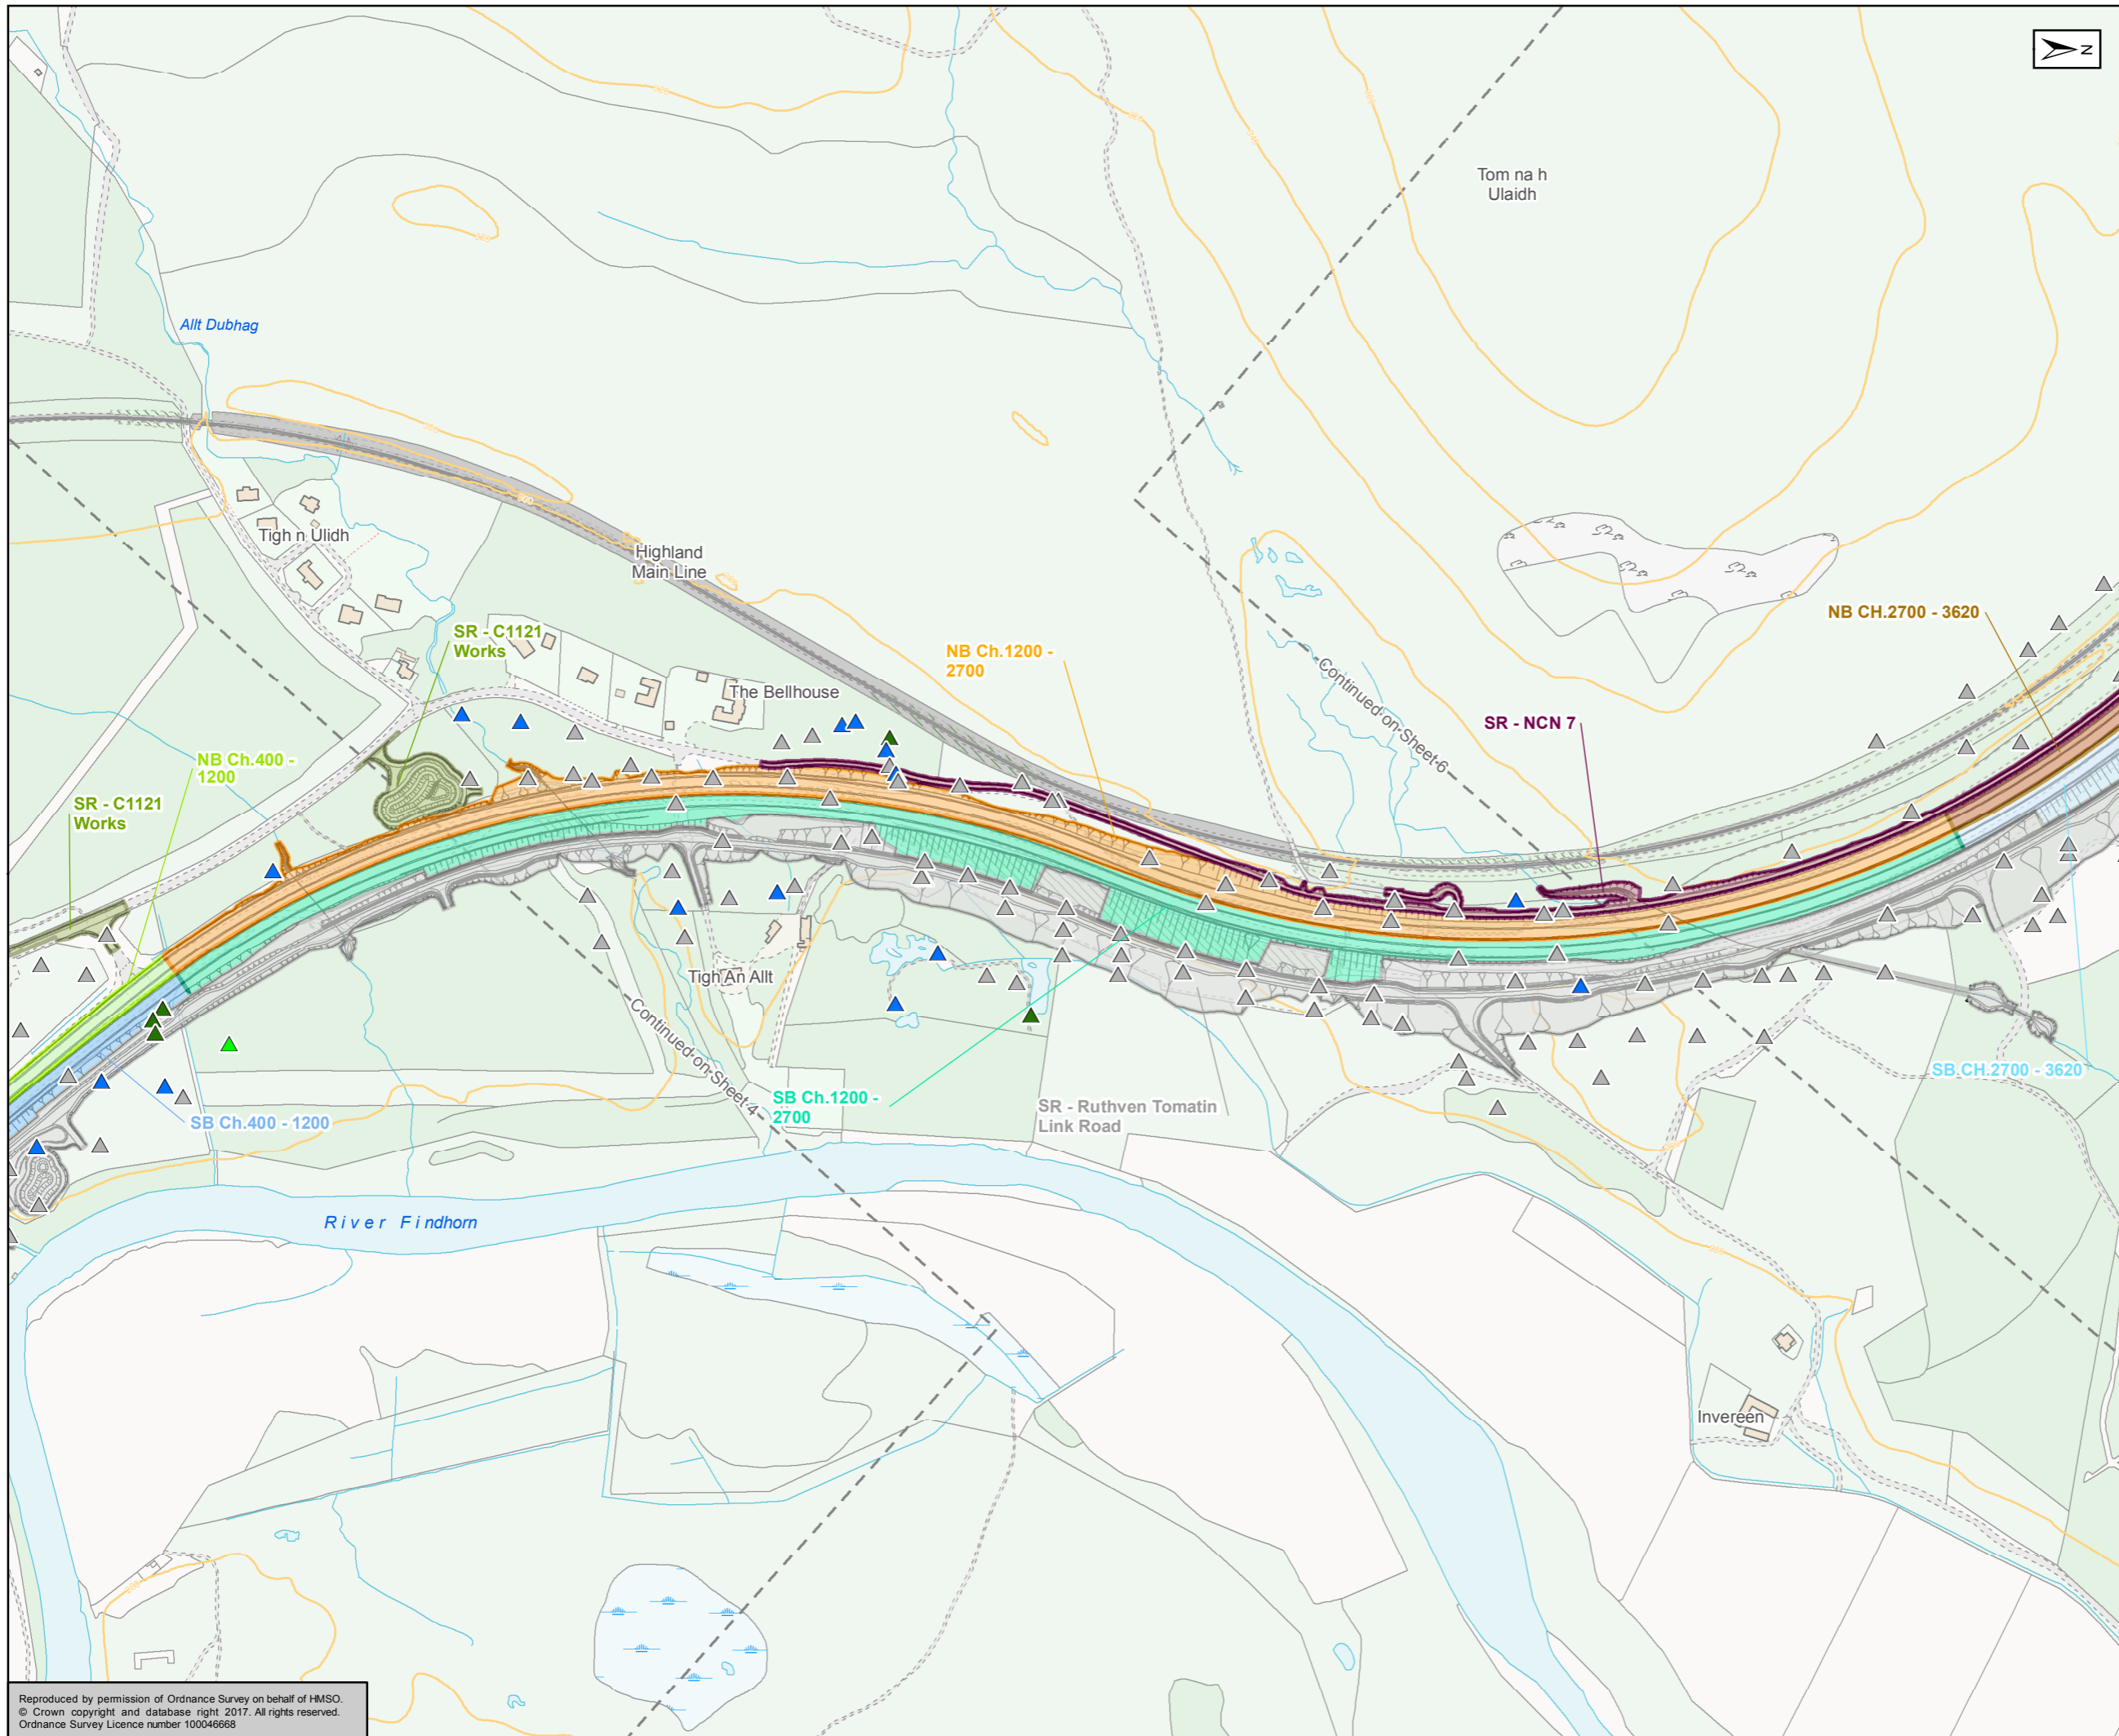 N
Tom na h
Ulaidh
Allt Dubhag
Tigh n Ulidh
Highland
Main Line
SR - C1121
Works
NB Ch.1200 -
2700
The Bellhouse
NB CH.2700 - 3620
Continued on Sheet 6
SR - NCN 7
NB Ch.400 -
1200
SR - C1121
Works
Tigh An Allt
Continued on Sheet 4
SB Ch.400 - 1200
SB Ch.1200 -
2700
SR - Ruthven Tomatin
Link Road
SB CH.2700 - 3620
River Findhorn
Invereen
Reproduced by permission of Ordnance Survey on behalf of HMSO.
© Crown copyright and database right 2017. All rights reserved.
Ordnance Survey Licence number 100046668